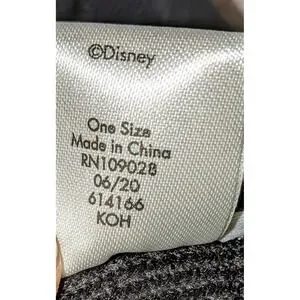 ©Disney
One Size
Made in China
RN109028
06/20
614166
KOH